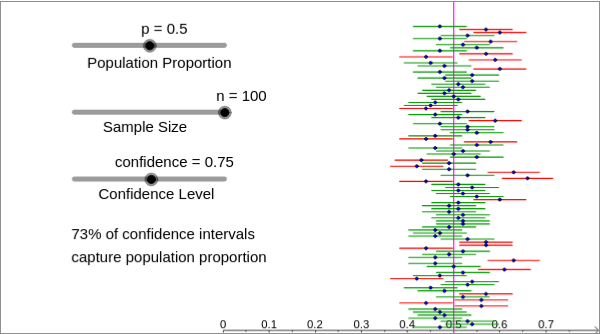 p = 0.5
Population Proportion
n = 100
Sample Size
confidence = 0.75
Confidence Level
73% of confidence intervals
capture population proportion
0 0.1 0.2 0.3 0.4 0.5 0.6 0.7